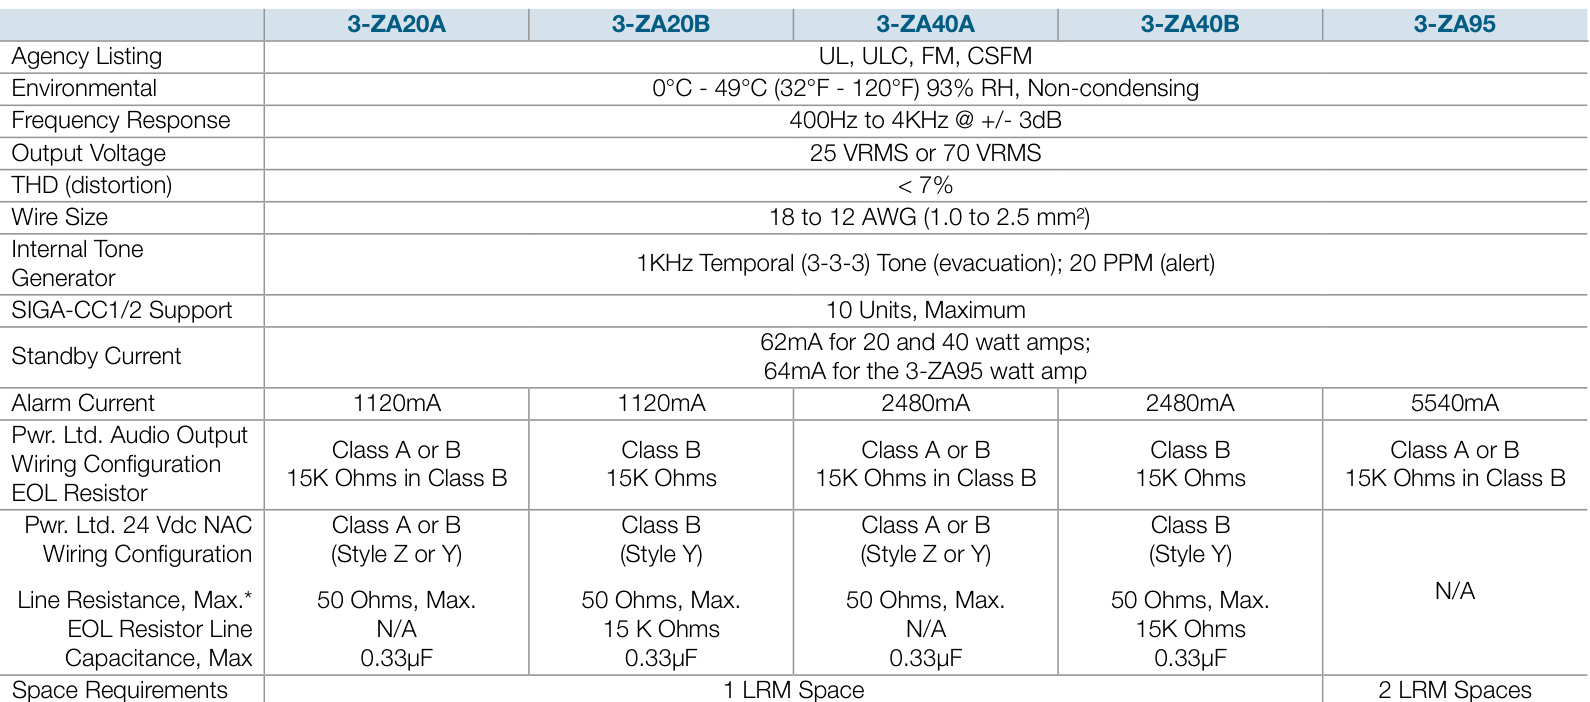 3-ZA20A 3-ZA20B 3-ZA40A 3-ZA40B 3-ZA95
Agency Listing UL, ULC, FM, CSFM
Environmental 0°C - 49°C (32°F - 120°F) 93% RH, Non-condensing
Frequency Response 400Hz to 4KHz @ +/- 3dB
Output Voltage 25 VRMS or 70 VRMS
THD (distortion) < 7%
Wire Size 18 to 12 AWG (1.0 to 2.5 mm²)
Internal Tone
Generator
1KHz Temporal (3-3-3) Tone (evacuation); 20 PPM (alert)
SIGA-CC1/2 Support 10 Units, Maximum
Standby Current
62mA for 20 and 40 watt amps;
64mA for the 3-ZA95 watt amp
Alarm Current 1120mA 1120mA 2480mA 2480mA 5540mA
Pwr. Ltd. Audio Output
Wiring Configuration
EOL Resistor
Class A or B Class B Class A or B Class B Class A or B
15K Ohms in Class B 15K Ohms 15K Ohms in Class B 15K Ohms 15K Ohms in Class B
Pwr. Ltd. 24 Vdc NAC Class A or B Class B Class A or B Class B
Wiring Configuration (Style Z or Y) (Style Y) (Style Z or Y) (Style Y)
N/A
Line Resistance, Max.* 50 Ohms, Max. 50 Ohms, Max. 50 Ohms, Max. 50 Ohms, Max.
EOL Resistor Line N/A 15 K Ohms N/A 15K Ohms
Capacitance, Max 0.33µF 0.33µF 0.33µF 0.33µF
Space Requirements 1 LRM Space 2 LRM Spaces